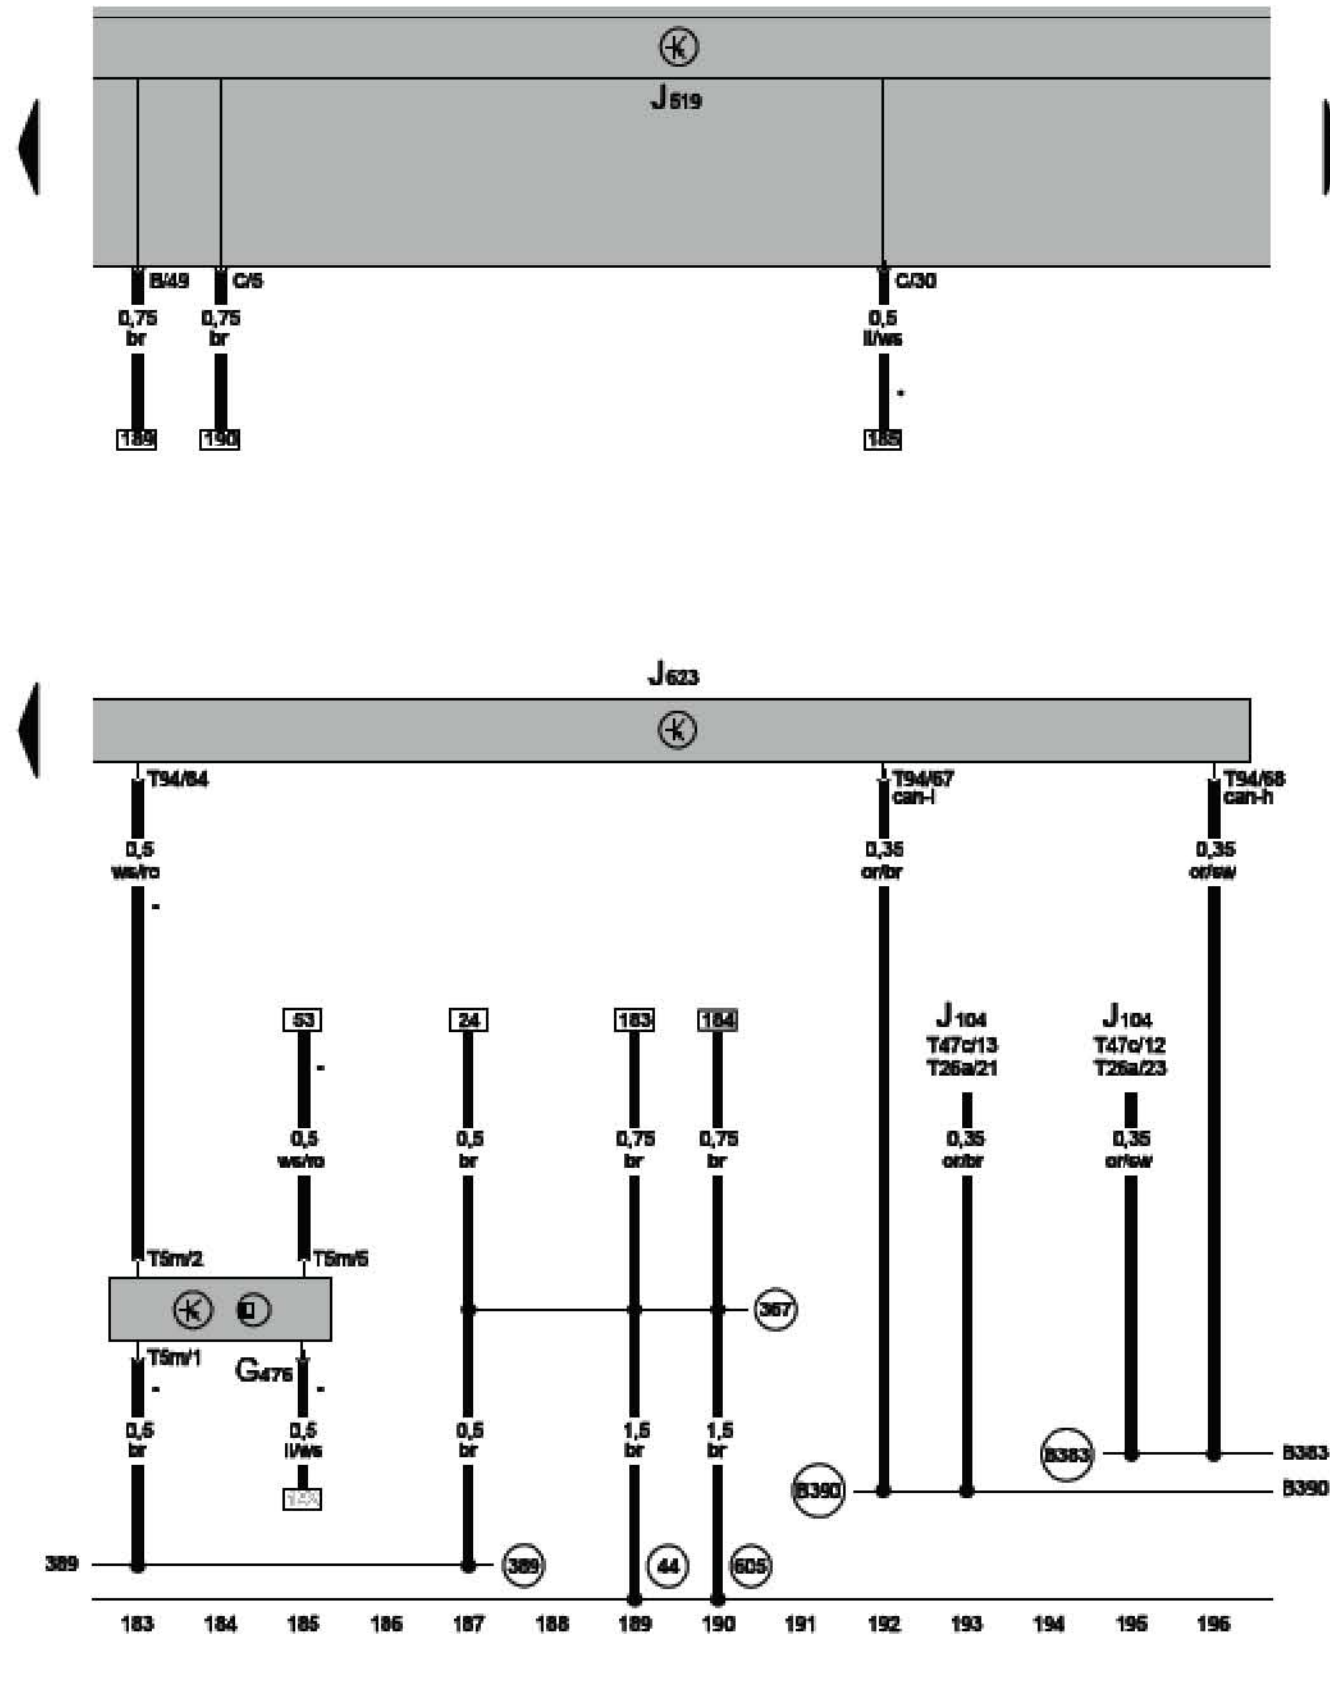 J519
B/49 C/5 C/30
0,75 0,75 0,5
br br li/ws
*
189 190 185
J623
T94/64 T94/67 T94/68
can-l can-h
0,5 0,35 0,35
ws/ro or/br or/sw
-
53 24 183 184 J104 J104
T47c/13 T47c/12
T26a/21 T26a/23
-
0,5 0,5 0,75 0,75 0,35 0,35
ws/ro br br br or/br or/sw
T5m/2 T5m/5
367
T5m/1 G476
- -
0,5 0,5 0,5 1,5 1,5
br li/ws br br br
B383 B383
B390 B390
389 389 44 605
183 184 185 186 187 188 189 190 191 192 193 194 195 196